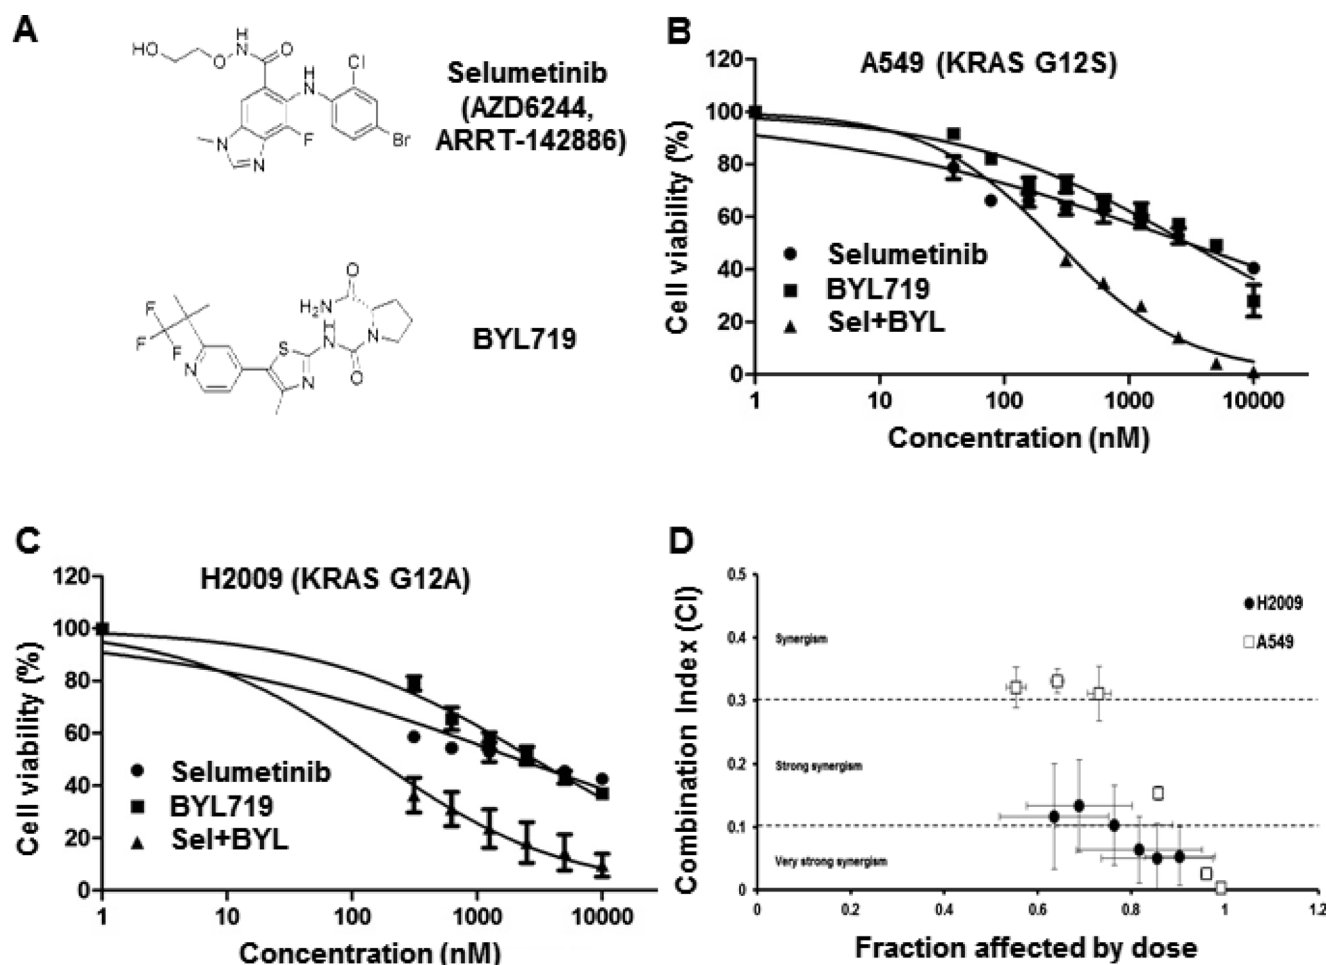 A
HO
O
H
N
O
H
N
Cl
F
Br
N
N
Selumetinib
(AZD6244,
ARRT-142886)
F
F
F
N
S
N
H
N
O
N
H₂N
O
BYL719
B
A549 (KRAS G12S)
Cell viability (%)
120
100
80
60
40
20
0
Selumetinib
BYL719
Sel+BYL
1
10
100
1000
10000
Concentration (nM)
C
H2009 (KRAS G12A)
Cell viability (%)
120
100
80
60
40
20
0
Selumetinib
BYL719
Sel+BYL
1
10
100
1000
10000
Concentration (nM)
D
Combination Index (CI)
0.5
0.4
0.3
0.2
0.1
0
Synergism
Strong synergism
Very strong synergism
H2009
A549
0
0.2
0.4
0.6
0.8
1
1.2
Fraction affected by dose